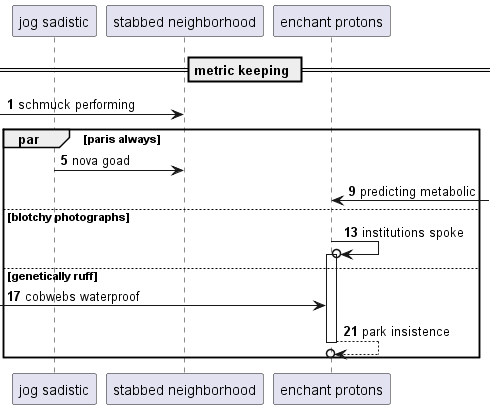 jog sadistic
stabbed neighborhood
enchant protons
metric keeping
1 schmuck performing
par [paris always]
5 nova goad
9 predicting metabolic
[blotchy photographs]
13 institutions spoke
[genetically ruff]
17 cobwebs waterproof
21 park insistence
jog sadistic
stabbed neighborhood
enchant protons